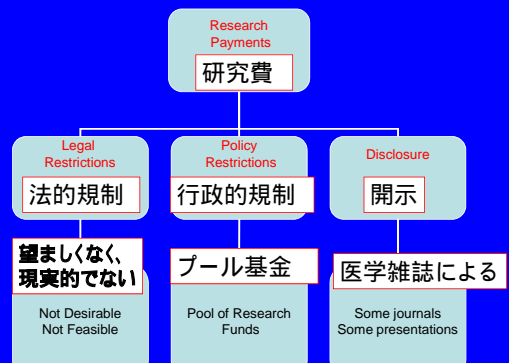 Research
Payments
研究費
Legal
Restrictions
法的規制
望ましくなく、
現実的でない
Not Desirable
Not Feasible
Policy
Restrictions
行政的規制
プール基金
Pool of Research
Funds
Disclosure
開示
医学雑誌による
Some journals
Some presentations